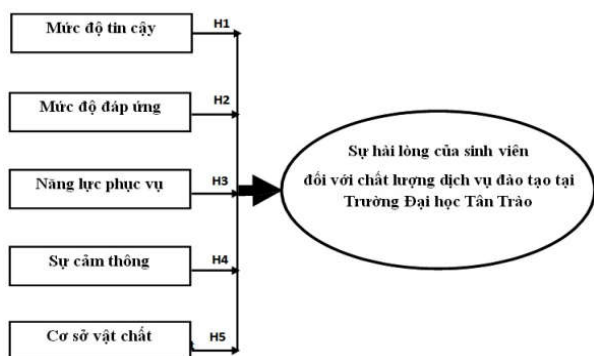 Mức độ tin cậy
H1
Mức độ đáp ứng
H2
Năng lực phục vụ
H3
Sự cảm thông
H4
Cơ sở vật chất
H5
Sự hài lòng của sinh viên
đối với chất lượng dịch vụ đào tạo tại
Trường Đại học Tân Trào